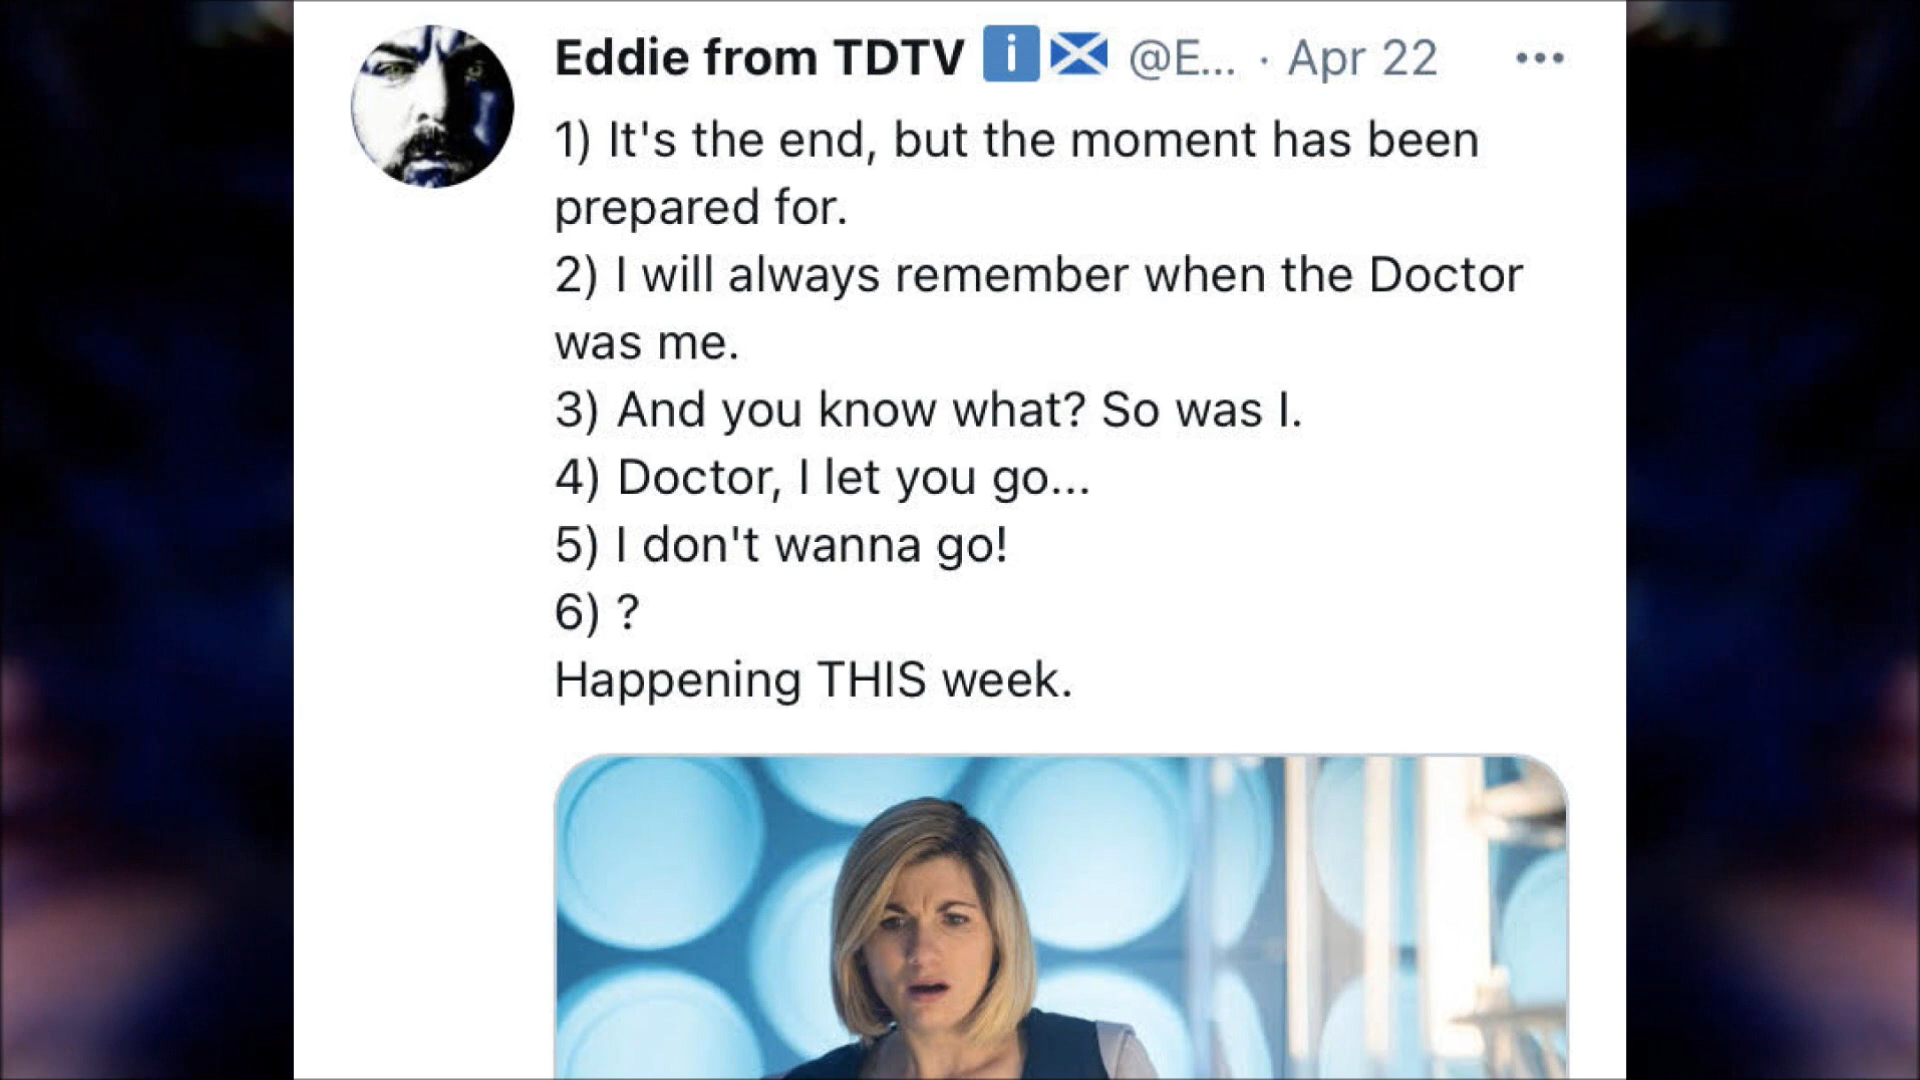 Eddie from TDTV ℹ️🏴󠁧󠁢󠁳󠁣󠁴󠁿 @E... · Apr 22
1) It's the end, but the moment has been
prepared for.
2) I will always remember when the Doctor
was me.
3) And you know what? So was I.
4) Doctor, I let you go...
5) I don't wanna go!
6) ?
Happening THIS week.